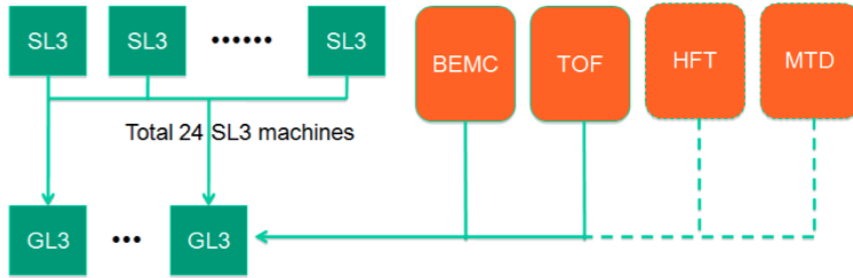 SL3 SL3 •••••• SL3 BEMC TOF HFT MTD
Total 24 SL3 machines
GL3 ••• GL3